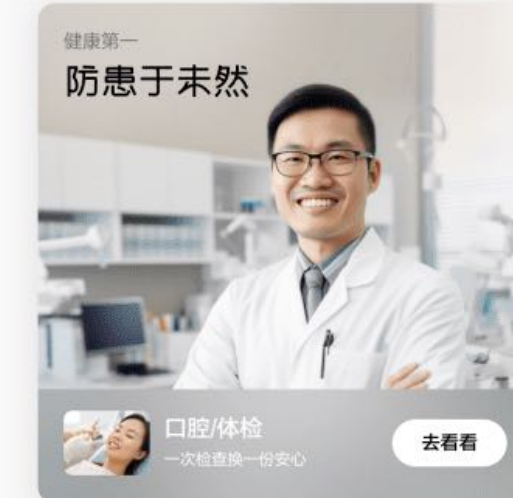 健康第一
防患于未然
口腔/体检
一次检查换一份安心
去看看